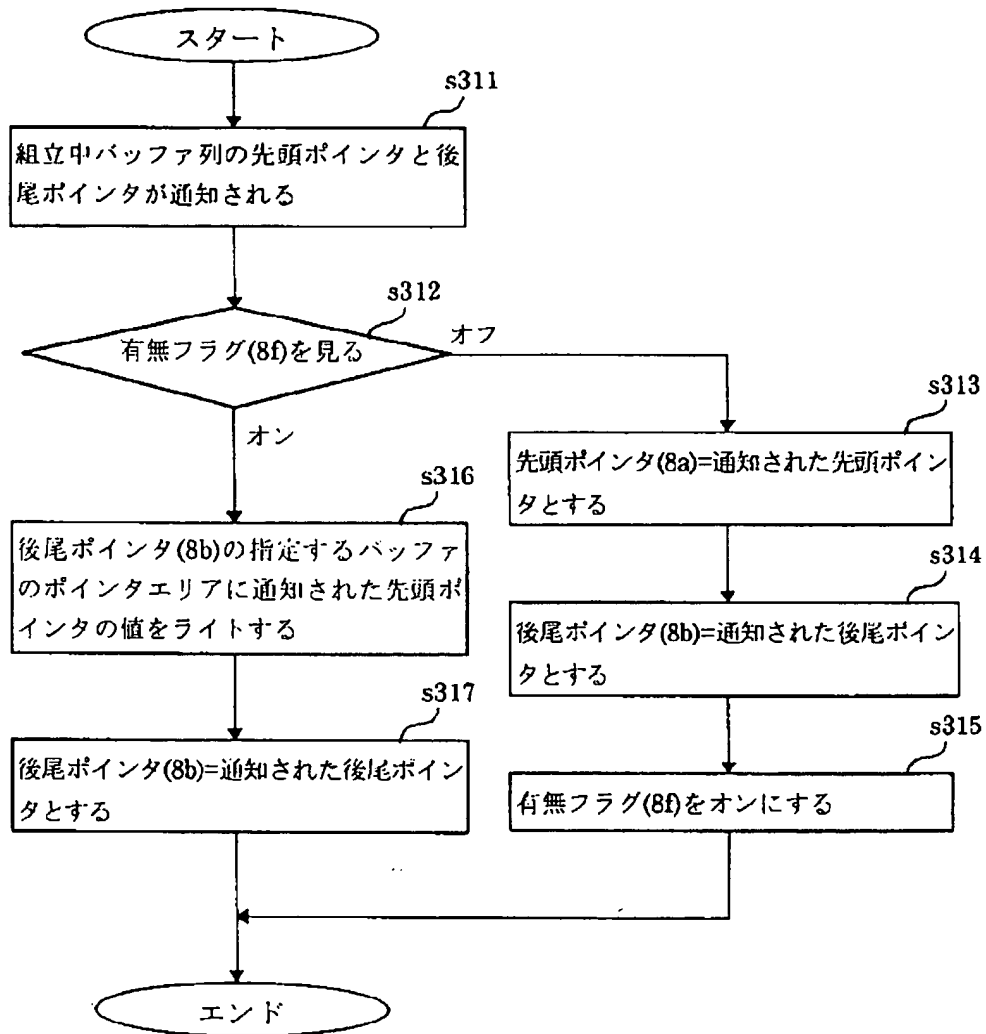 スタート
s311
組立中バッファ列の先頭ポインタと後
尾ポインタが通知される
s312
有無フラグ(8f)を見る
オフ
オン
s313
先頭ポインタ(8a)=通知された先頭ポイン
タとする
s314
後尾ポインタ(8b)=通知された後尾ポイン
タとする
s315
有無フラグ(8f)をオンにする
s316
後尾ポインタ(8b)の指定するバッファ
のポインタエリアに通知された先頭ポ
インタの値をライトする
s317
後尾ポインタ(8b)=通知された後尾ポイン
タとする
エンド